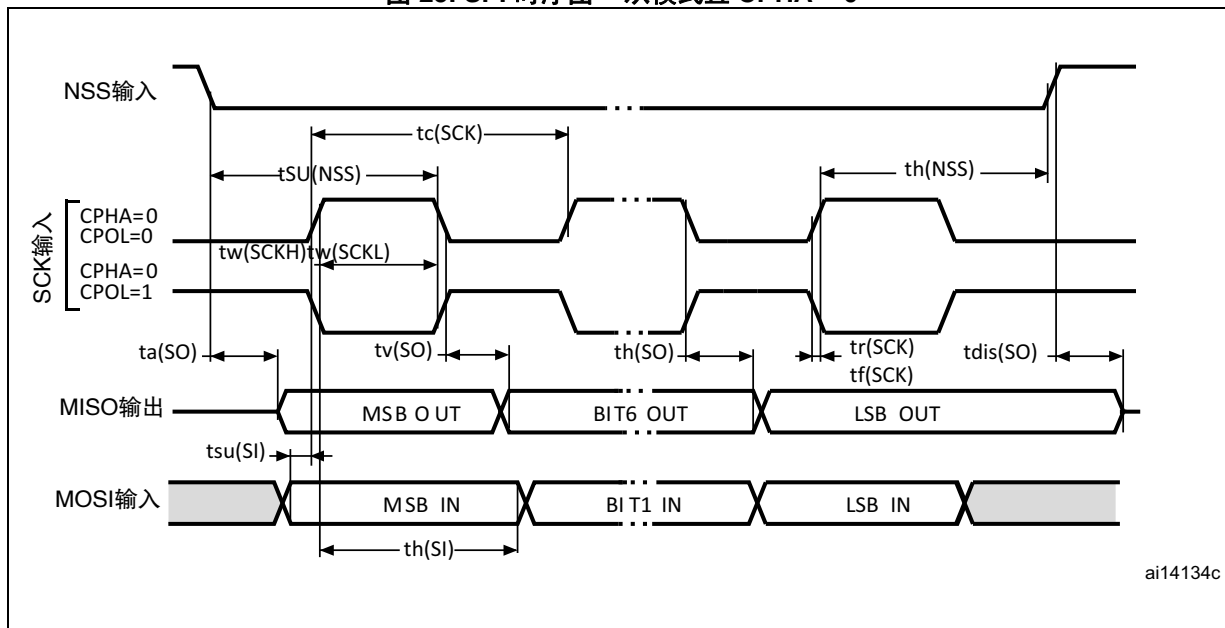 NSS输入
tc(SCK)
tSU(NSS)
th(NSS)
SCK输入
CPHA=0
CPOL=0
tw(SCKH)tw(SCKL)
CPHA=0
CPOL=1
ta(SO)
tv(SO)
th(SO)
tr(SCK)
tf(SCK)
tdis(SO)
MISO输出
MSB OUT
BIT6 OUT
LSB OUT
tsu(SI)
MOSI输入
MSB IN
BIT1 IN
LSB IN
th(SI)
ai14134c